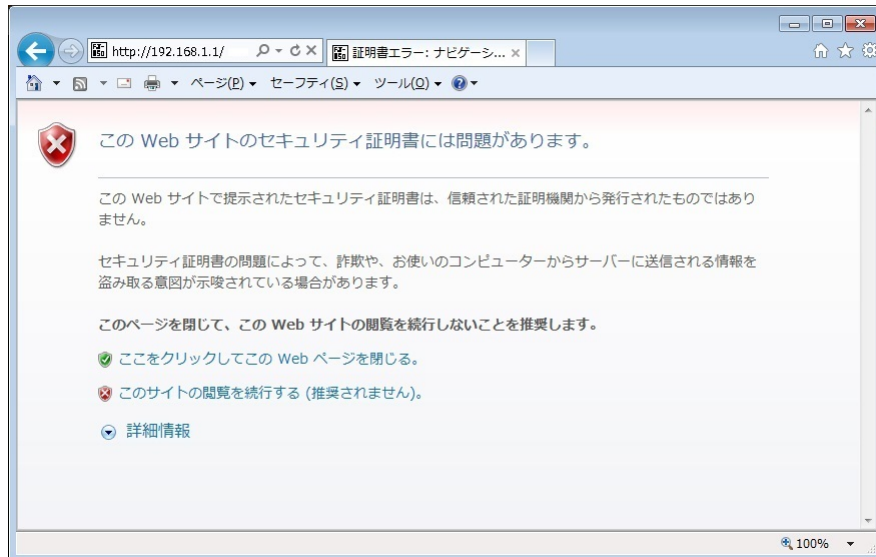 http://192.168.1.1/
証明書エラー: ナビゲーシ...
ページ(P)
セーフティ(S)
ツール(O)
この Web サイトのセキュリティ証明書には問題があります。
この Web サイトで提示されたセキュリティ証明書は、信頼された証明機関から発行されたものではあり
ません。
セキュリティ証明書の問題によって、詐欺や、お使いのコンピューターからサーバーに送信される情報を
盗み取る意図が示唆されている場合があります。
このページを閉じて、この Web サイトの閲覧を続行しないことを推奨します。
ここをクリックしてこの Web ページを閉じる。
このサイトの閲覧を続行する (推奨されません)。
詳細情報
100%